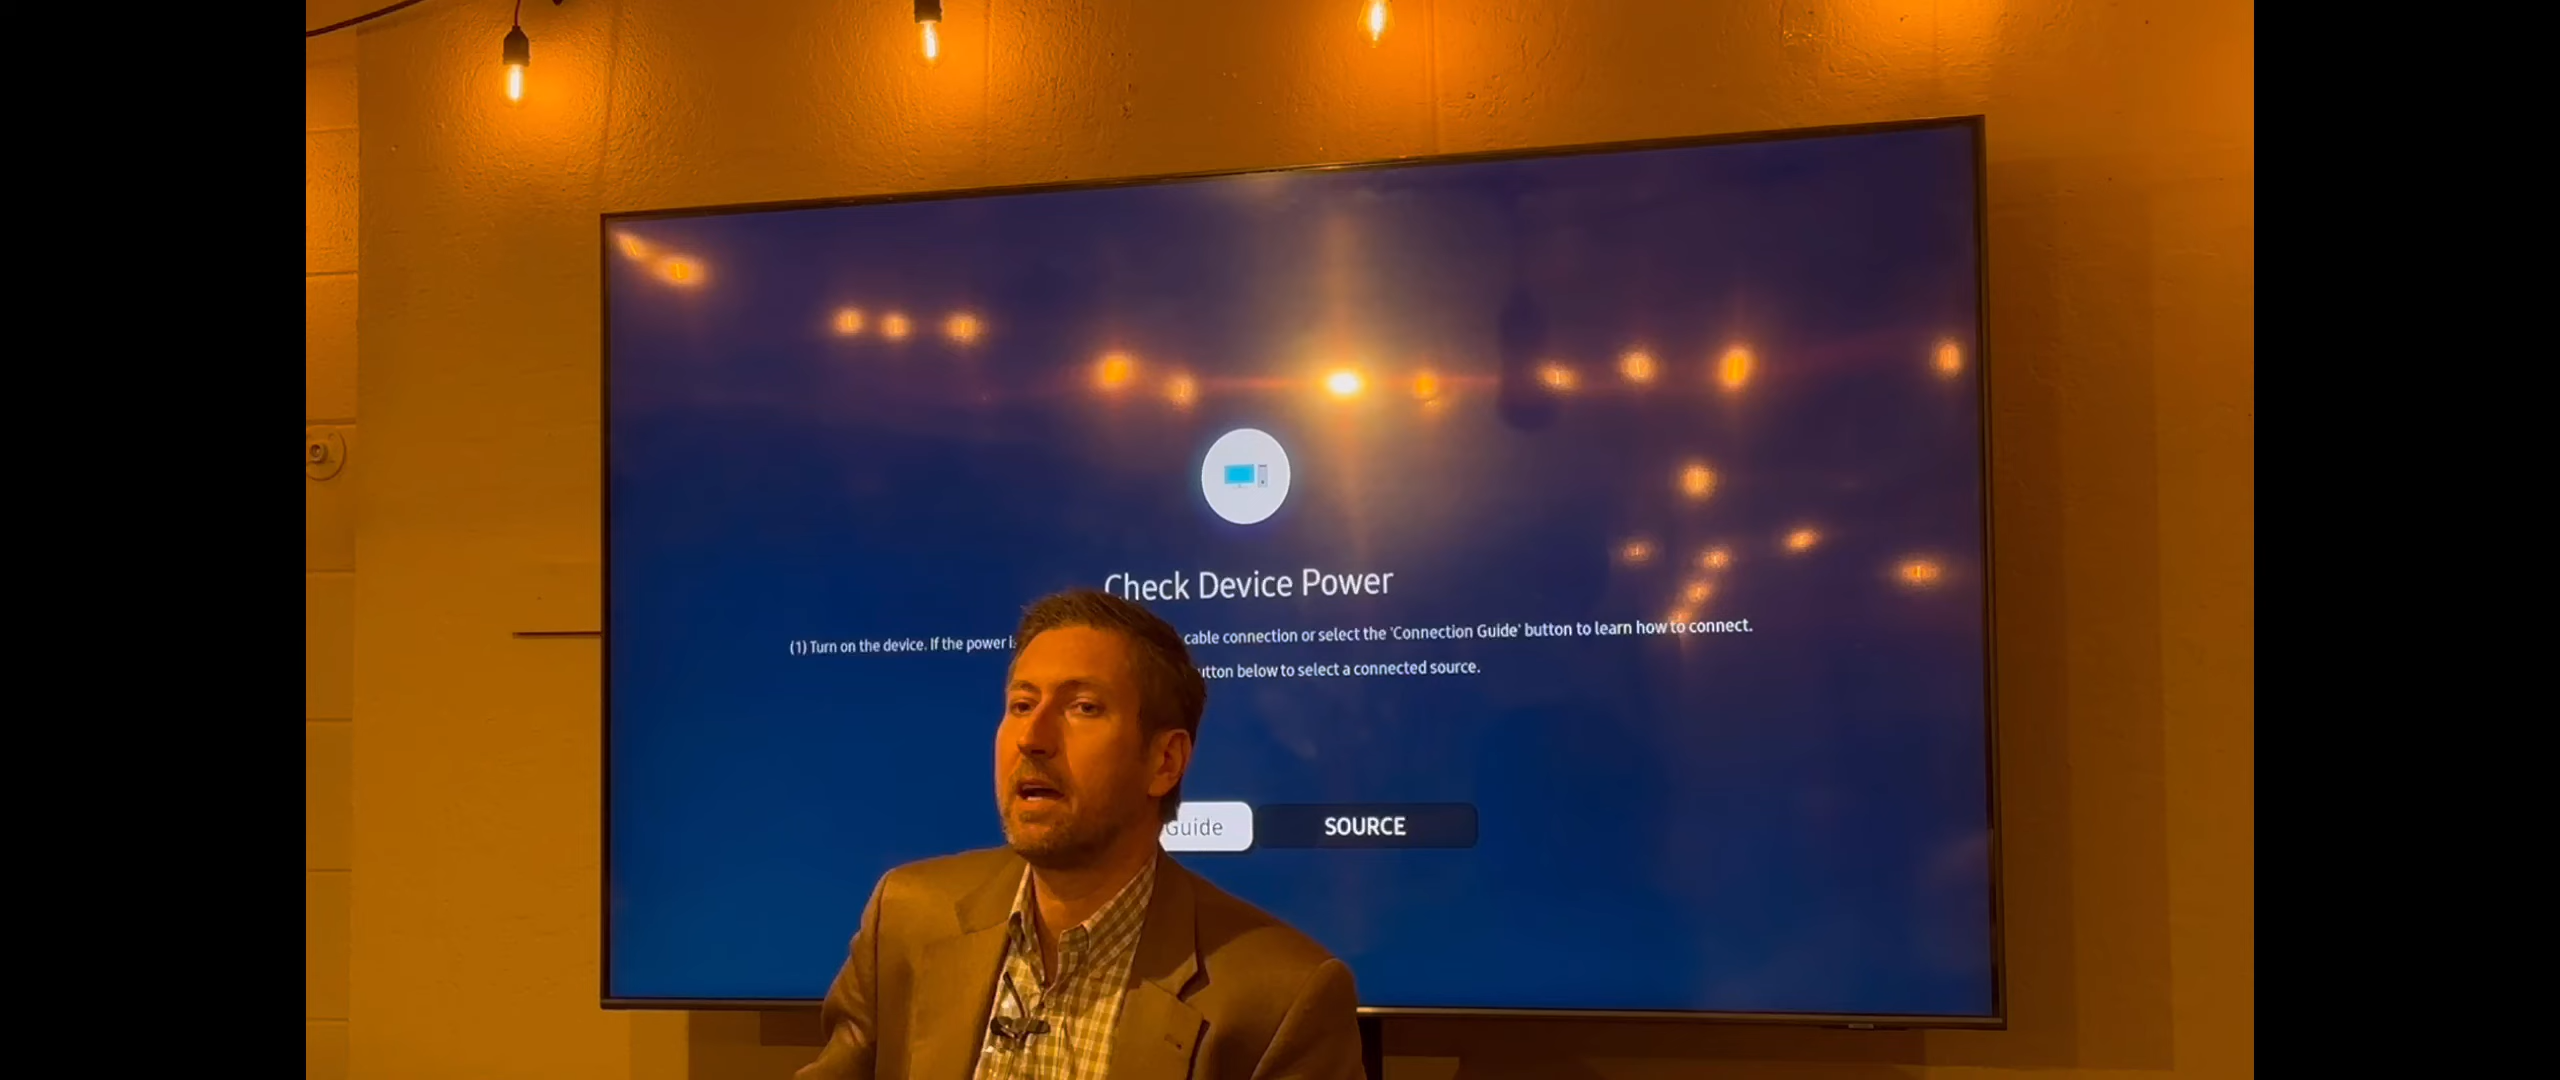 Check Device Power
(1) Turn on the device. If the power cable connection or select the 'Connection Guide' button to learn how to connect.
below to select a connected source.
Guide SOURCE